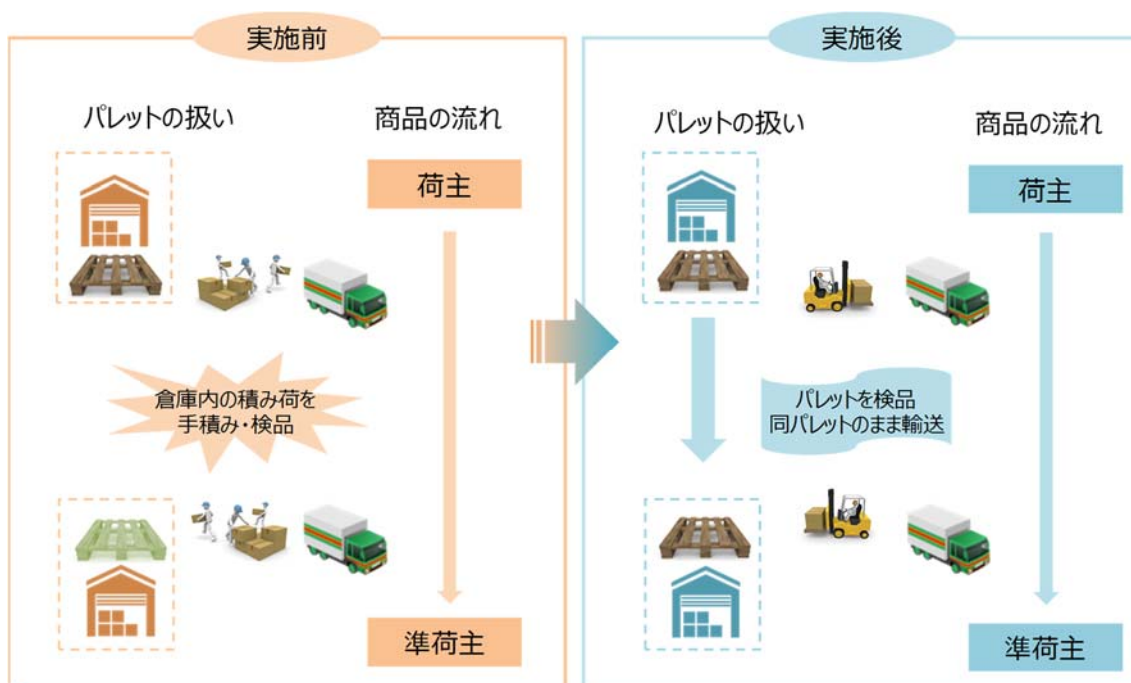 実施前
パレットの扱い
商品の流れ
荷主
倉庫内の積み荷を
手積み・検品
準荷主
実施後
パレットの扱い
商品の流れ
荷主
パレットを検品
同パレットのまま輸送
準荷主